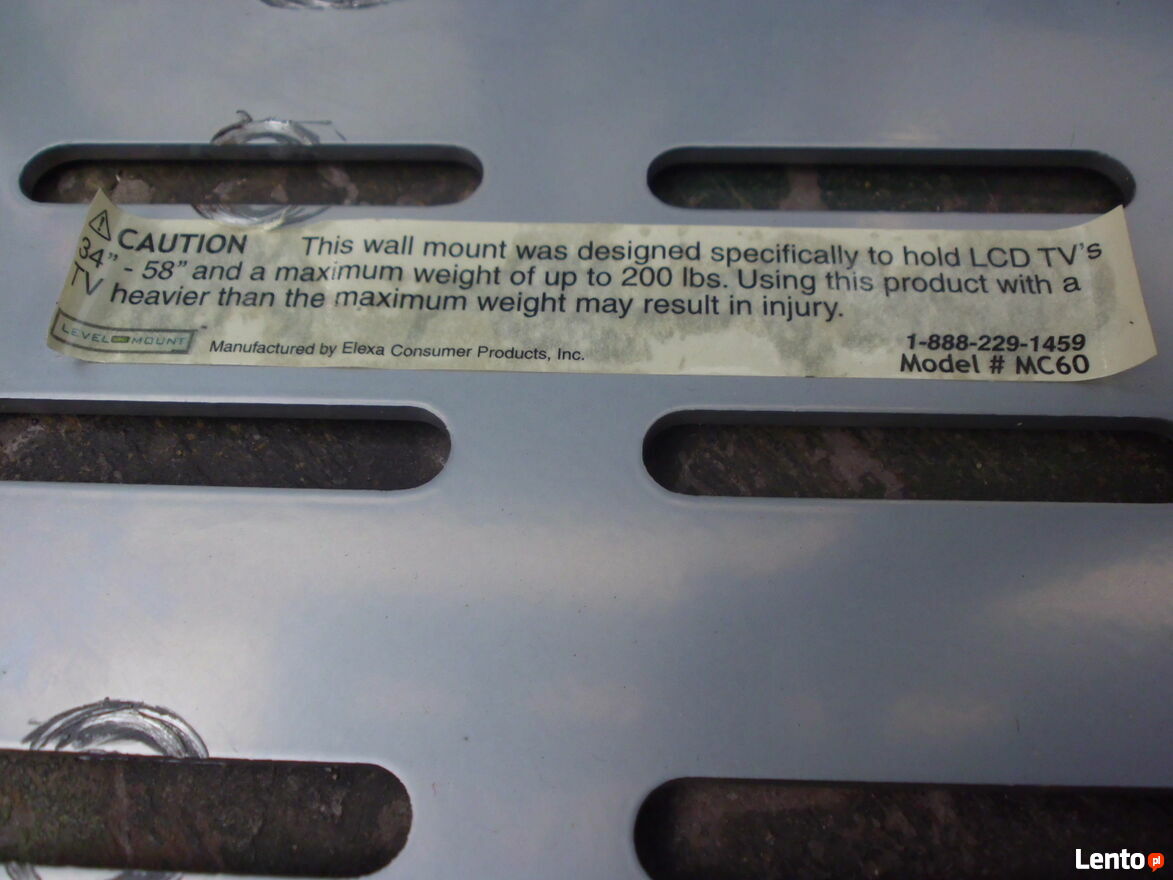 CAUTION This wall mount was designed specifically to hold LCD TV's
34" - 58" and a maximum weight of up to 200 lbs. Using this product with a
TV heavier than the maximum weight may result in injury.
LEVEL MOUNT™ Manufactured by Elexa Consumer Products, Inc.
1-888-229-1459
Model # MC60
Lento pl